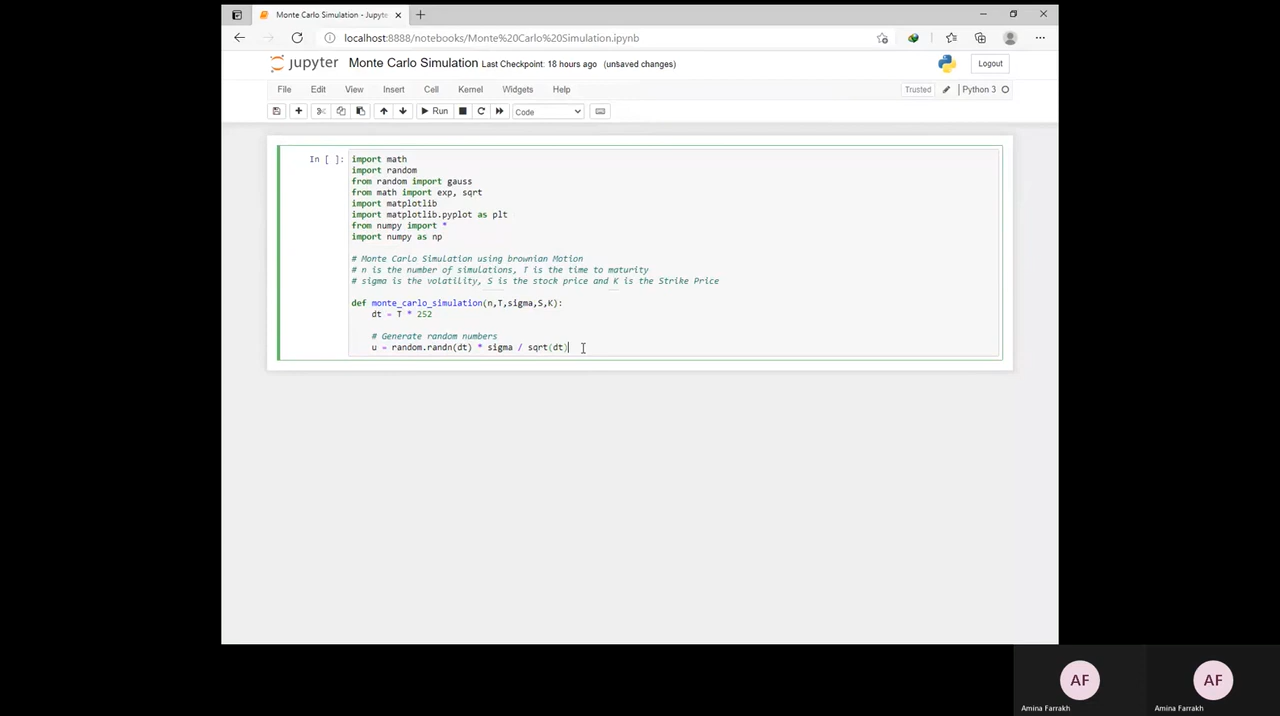 Monte Carlo Simulation - Jupyte
localhost:8888/notebooks/Monte%20Carlo%20Simulation.ipynb
jupyter Monte Carlo Simulation Last Checkpoint: 18 hours ago (unsaved changes) Logout
File Edit View Insert Cell Kernel Widgets Help Trusted Python 3
Run Code
In [ ]: import math
import random
from random import gauss
from math import exp, sqrt
import matplotlib
import matplotlib.pyplot as plt
from numpy import *
import numpy as np
# Monte Carlo Simulation using brownian Motion
# n is the number of simulations, T is the time to maturity
# sigma is the volatility, S is the stock price and K is the Strike Price
def monte_carlo_simulation(n,T,sigma,S,K):
dt = T * 252
# Generate random numbers
u = random.randn(dt) * sigma / sqrt(dt)
AF AF
Amina Farrakh Amina Farrakh